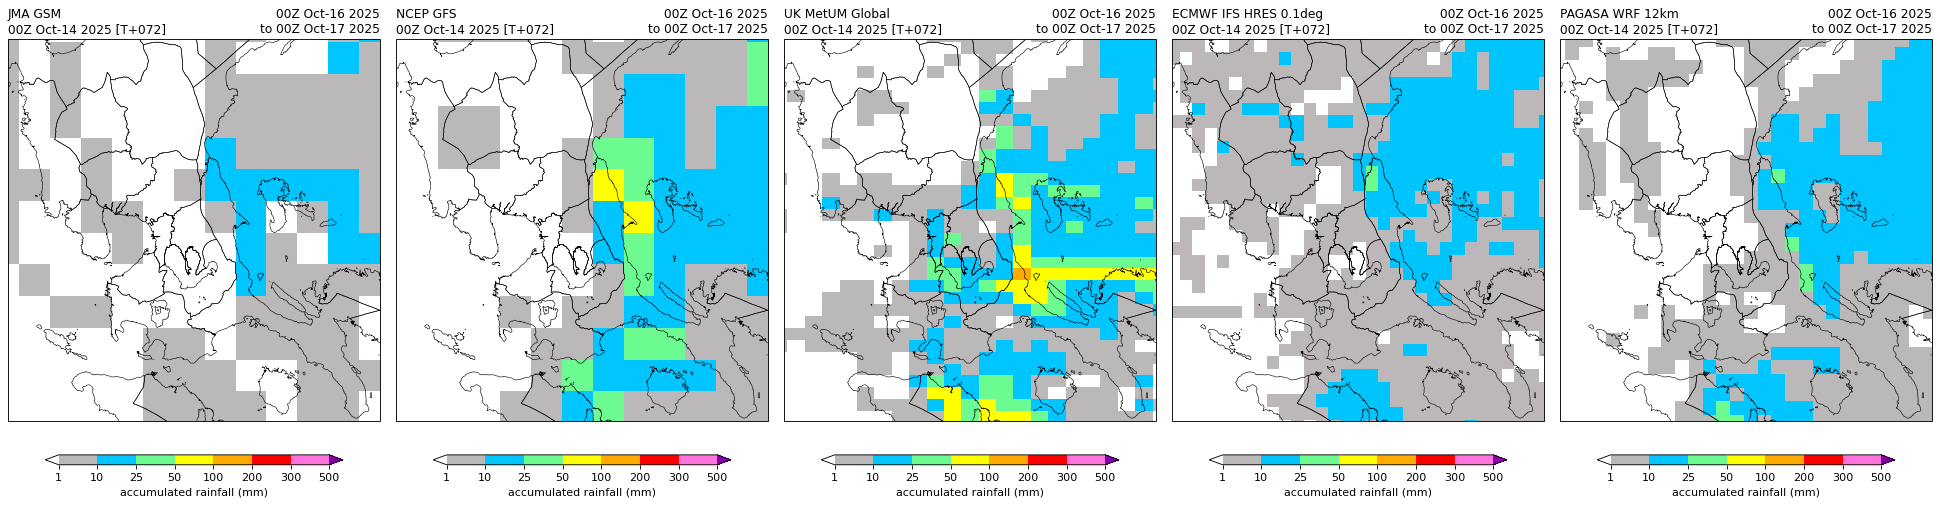 JMA GSM 00Z Oct-16 2025
00Z Oct-14 2025 [T+072] to 00Z Oct-17 2025
1 10 25 50 100 200 300 500
accumulated rainfall (mm)
NCEP GFS 00Z Oct-16 2025
00Z Oct-14 2025 [T+072] to 00Z Oct-17 2025
1 10 25 50 100 200 300 500
accumulated rainfall (mm)
UK MetUM Global 00Z Oct-16 2025
00Z Oct-14 2025 [T+072] to 00Z Oct-17 2025
1 10 25 50 100 200 300 500
accumulated rainfall (mm)
ECMWF IFS HRES 0.1deg 00Z Oct-16 2025
00Z Oct-14 2025 [T+072] to 00Z Oct-17 2025
1 10 25 50 100 200 300 500
accumulated rainfall (mm)
PAGASA WRF 12km 00Z Oct-16 2025
00Z Oct-14 2025 [T+072] to 00Z Oct-17 2025
1 10 25 50 100 200 300 500
accumulated rainfall (mm)